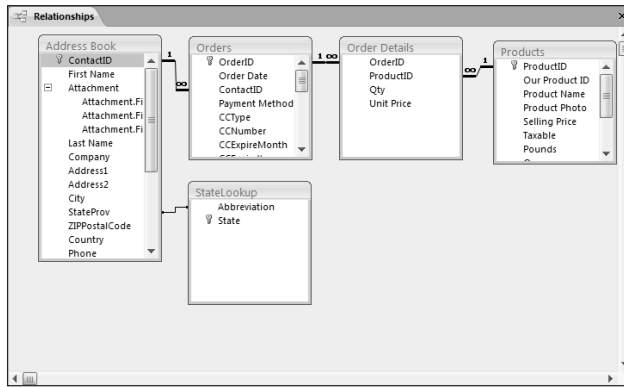 Relationships
Address Book
ContactID
First Name
Attachment
Attachment.Fi
Attachment.Fi
Attachment.Fi
Last Name
Company
Address1
Address2
City
StateProv
ZIPPostalCode
Country
Phone
1
∞
Orders
OrderID
Order Date
ContactID
Payment Method
CCType
CCNumber
CCExpireMonth
1 ∞
Order Details
OrderID
ProductID
Qty
Unit Price
∞
1
Products
ProductID
Our Product ID
Product Name
Product Photo
Selling Price
Taxable
Pounds
StateLookup
Abbreviation
State